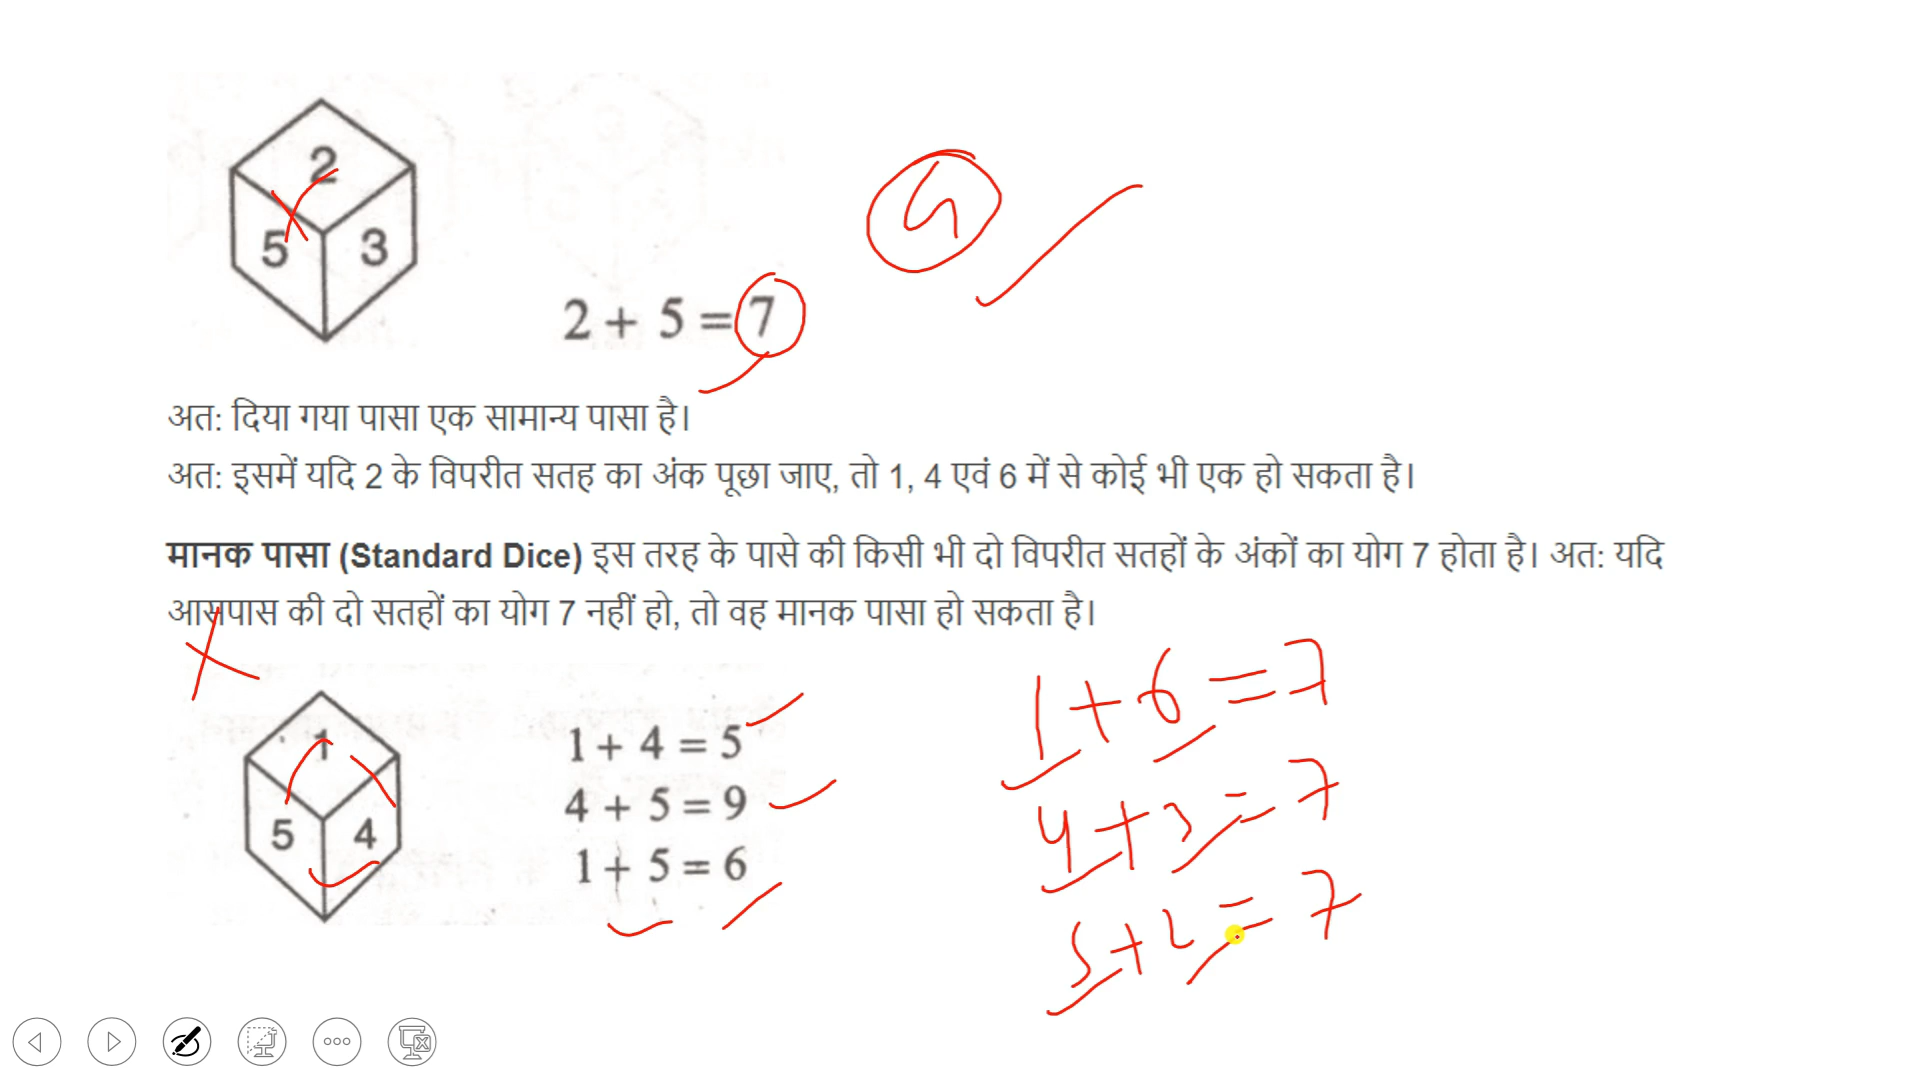 2
5 3
2 + 5 = 7
अतः दिया गया पासा एक सामान्य पासा है।
अतः इसमें यदि 2 के विपरीत सतह का अंक पूछा जाए, तो 1, 4 एवं 6 में से कोई भी एक हो सकता है।
मानक पासा (Standard Dice) इस तरह के पासे की किसी भी दो विपरीत सतहों के अंकों का योग 7 होता है। अतः यदि
आसपास की दो सतहों का योग 7 नहीं हो, तो वह मानक पासा हो सकता है।
1
5 4
1 + 4 = 5
4 + 5 = 9
1 + 5 = 6
1+6=7
4+3=7
5+2=7